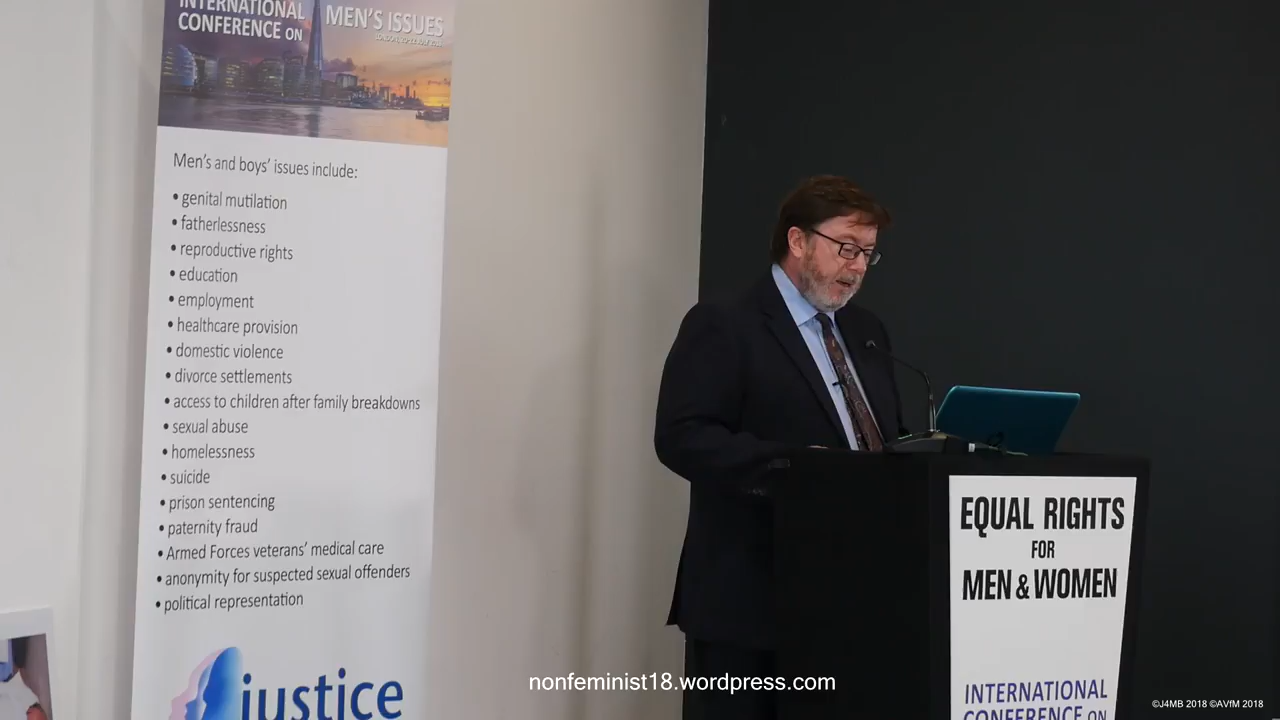 INTERNATIONAL
CONFERENCE ON
MEN'S ISSUES
Men's and boys' issues include:
• genital mutilation
• fatherlessness
• reproductive rights
• education
• employment
• healthcare provision
• domestic violence
• divorce settlements
• access to children after family breakdowns
• sexual abuse
• homelessness
• suicide
• prison sentencing
• paternity fraud
• Armed Forces veterans' medical care
• anonymity for suspected sexual offenders
• political representation
justice
EQUAL RIGHTS
FOR
MEN & WOMEN
INTERNATIONAL
CONFERENCE ON
nonfeminist18.wordpress.com
©J4MB 2018 ©AVfM 2018